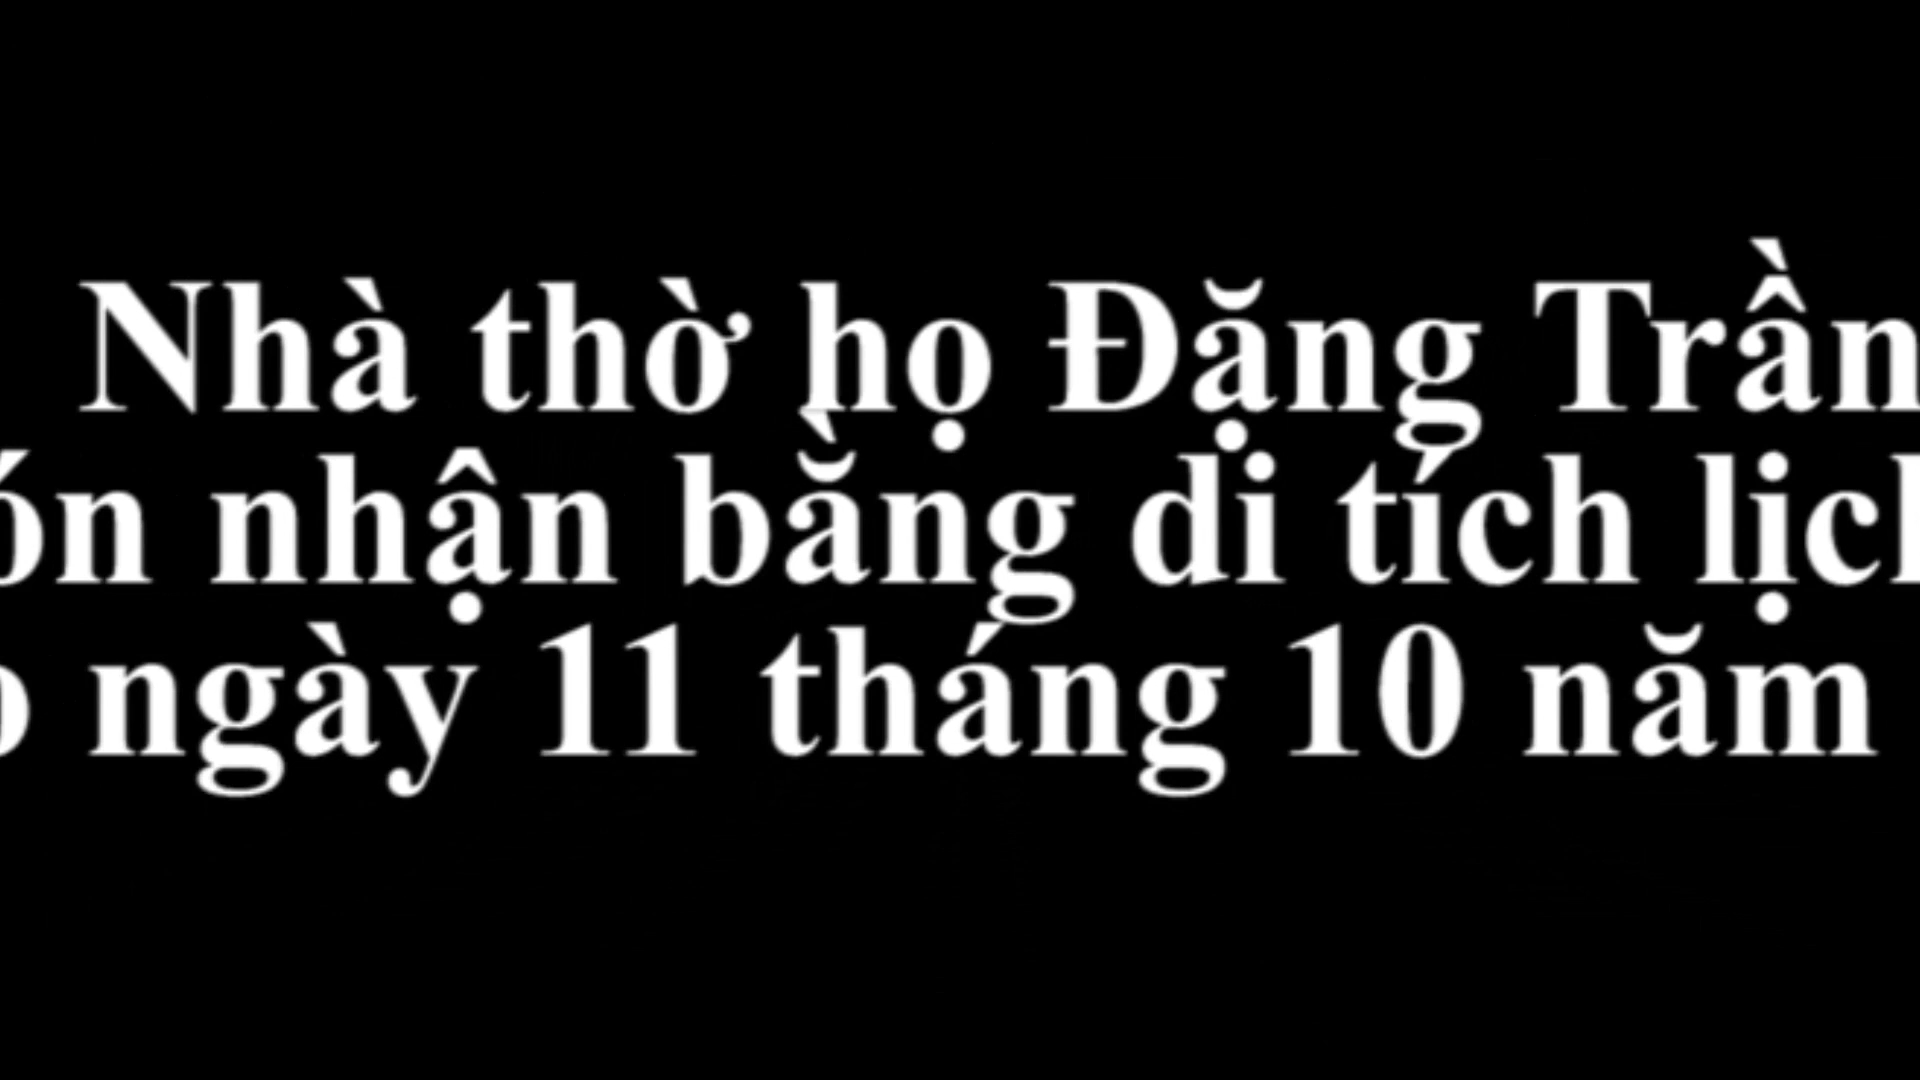 Nhà thờ họ Đặng Trần
ón nhận bằng di tích lịch
ngày 11 tháng 10 năm